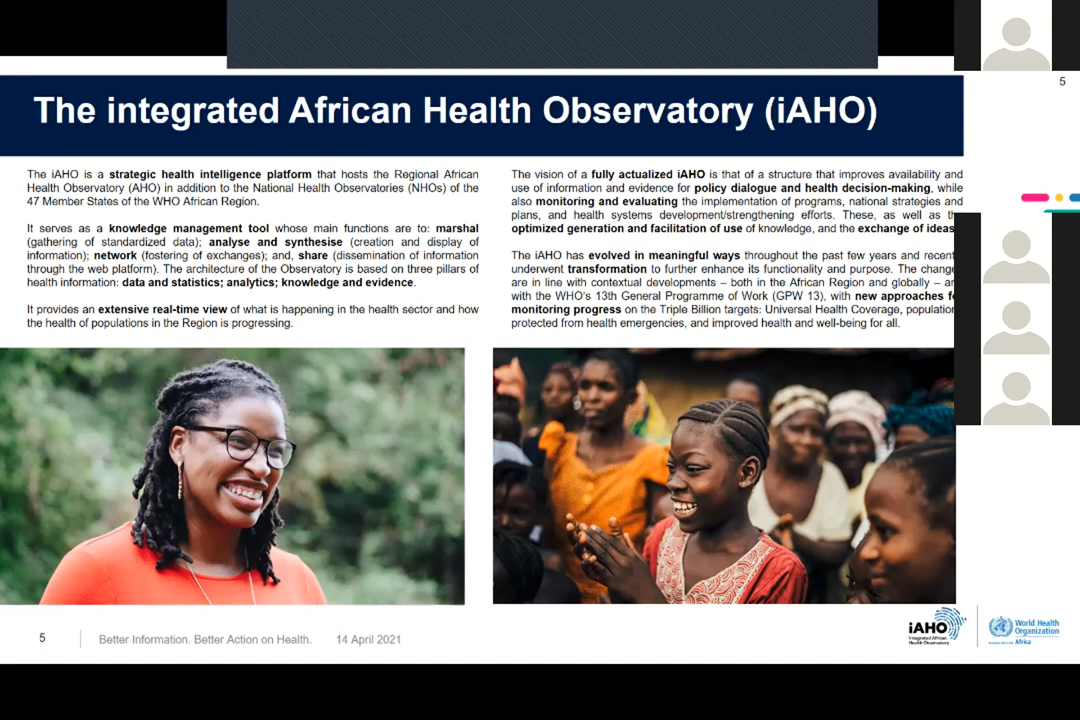 5
The integrated African Health Observatory (iAHO)
The iAHO is a strategic health intelligence platform that hosts the Regional African
Health Observatory (AHO) in addition to the National Health Observatories (NHOs) of the
47 Member States of the WHO African Region.
It serves as a knowledge management tool whose main functions are to: marshal
(gathering of standardized data); analyse and synthesise (creation and display of
information); network (fostering of exchanges); and, share (dissemination of information
through the web platform). The architecture of the Observatory is based on three pillars of
health information: data and statistics; analytics; knowledge and evidence.
It provides an extensive real-time view of what is happening in the health sector and how
the health of populations in the Region is progressing.
The vision of a fully actualized iAHO is that of a structure that improves availability and
use of information and evidence for policy dialogue and health decision-making, while
also monitoring and evaluating the implementation of programs, national strategies and
plans, and health systems development/strengthening efforts. These, as well as
optimized generation and facilitation of use of knowledge, and the exchange of ideas
The iAHO has evolved in meaningful ways throughout the past few years and
underwent transformation to further enhance its functionality and purpose. The
are in line with contextual developments – both in the African Region and globally –
with the WHO's 13th General Programme of Work (GPW 13), with new approaches
monitoring progress on the Triple Billion targets: Universal Health Coverage,
protected from health emergencies, and improved health and well-being for all.
5
Better Information. Better Action on Health.
14 April 2021
iAHO
Integrated African
Health Observatory
World Health
Organization
Africa